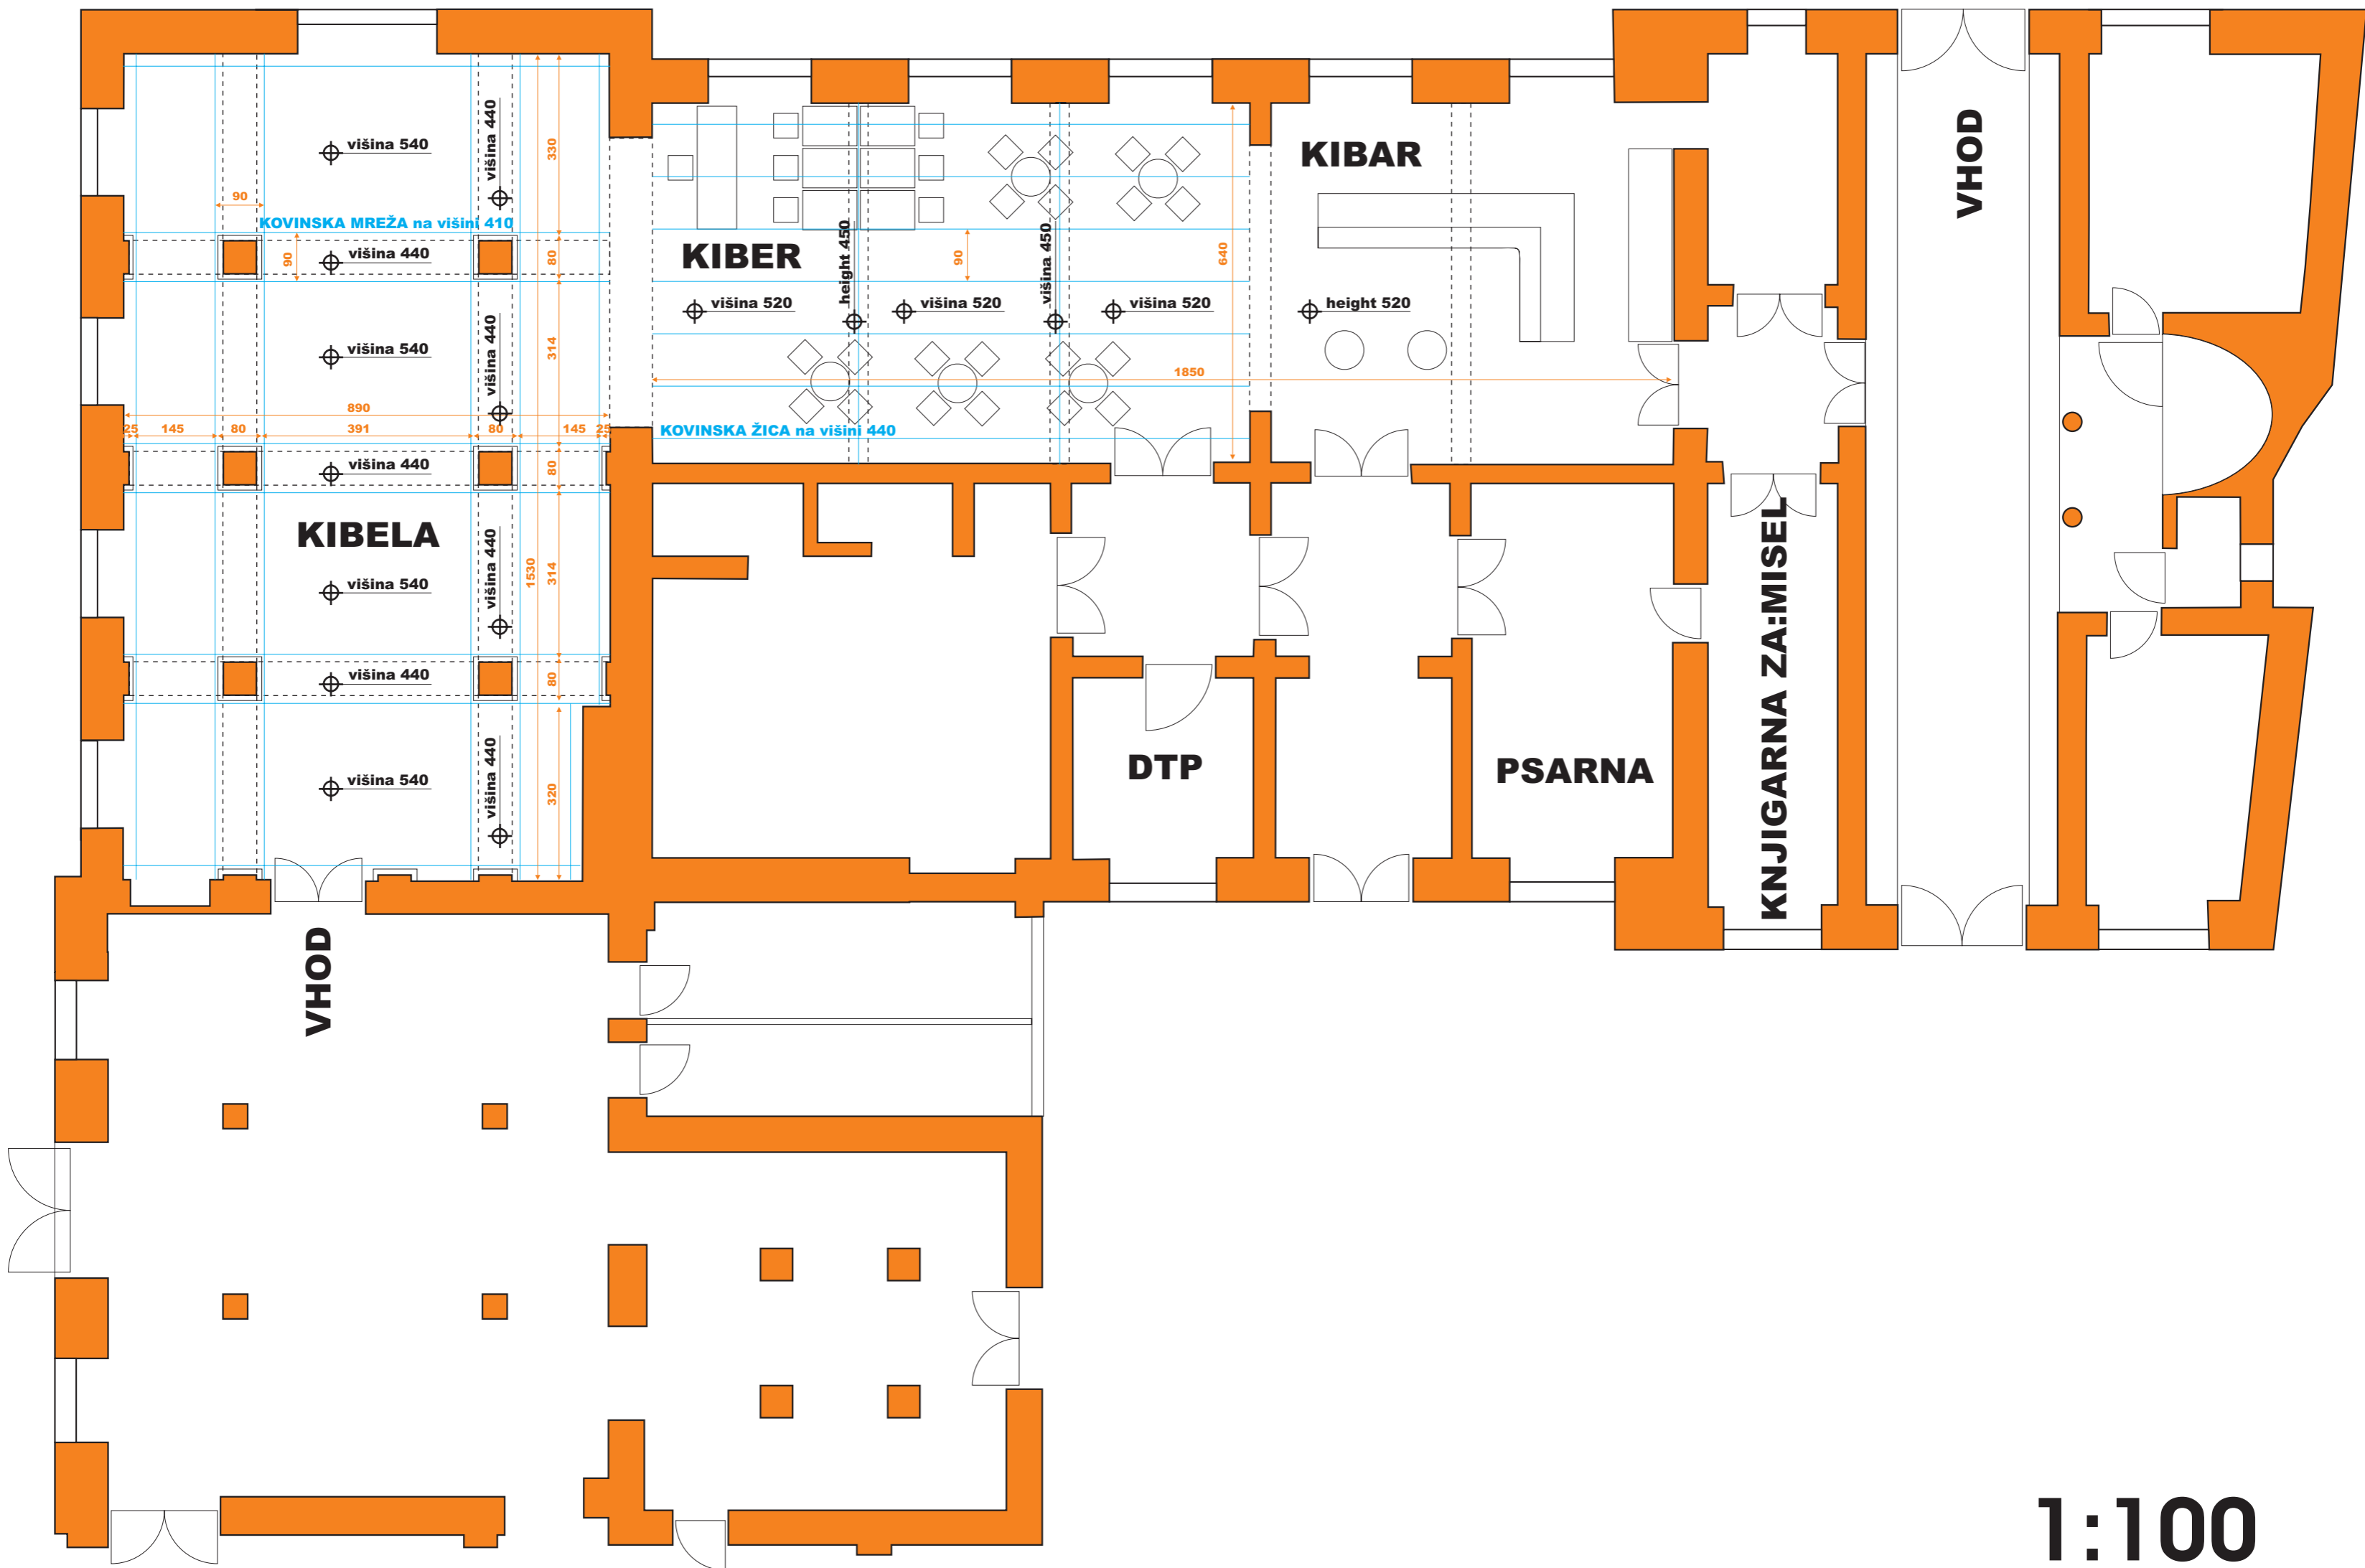 višina 440
višina 540
330
90
KOVINSKA MREŽA na višini 410
90
višina 440
80
višina 540
višina 440
314
890
25
145
80
391
80
145
25
višina 440
80
KIBELA
višina 440
1530
314
višina 540
višina 440
80
višina 540
višina 440
320
VHOD
KIBER
KIBAR
height 450
višina 450
90
640
višina 520
višina 520
višina 520
height 520
1850
KOVINSKA ŽICA na višini 440
DTP
PSARNA
KNJIGARNA ZA:MISEL
VHOD
1:100